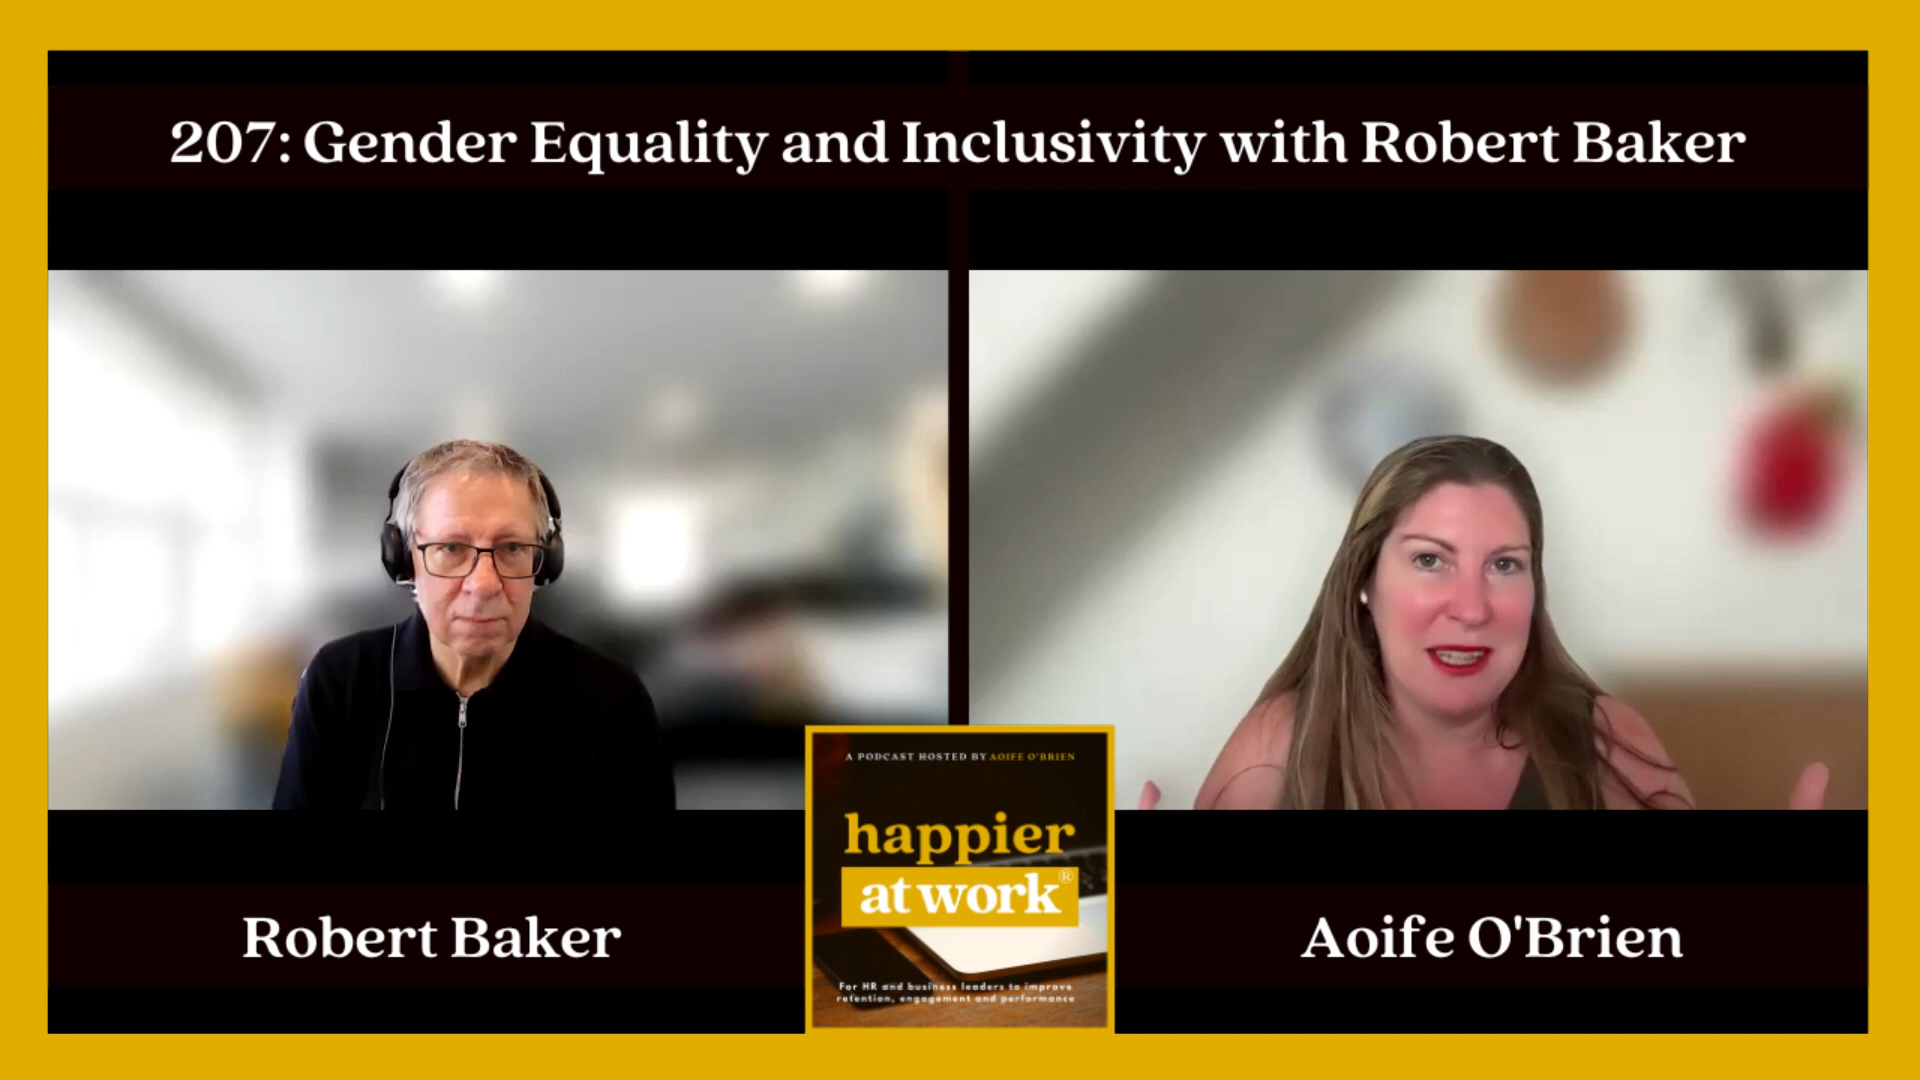 207: Gender Equality and Inclusivity with Robert Baker
A PODCAST HOSTED BY AOIFE O'BRIEN
happier
at work®
For HR and business leaders to improve
retention, engagement and performance
Robert Baker
Aoife O'Brien